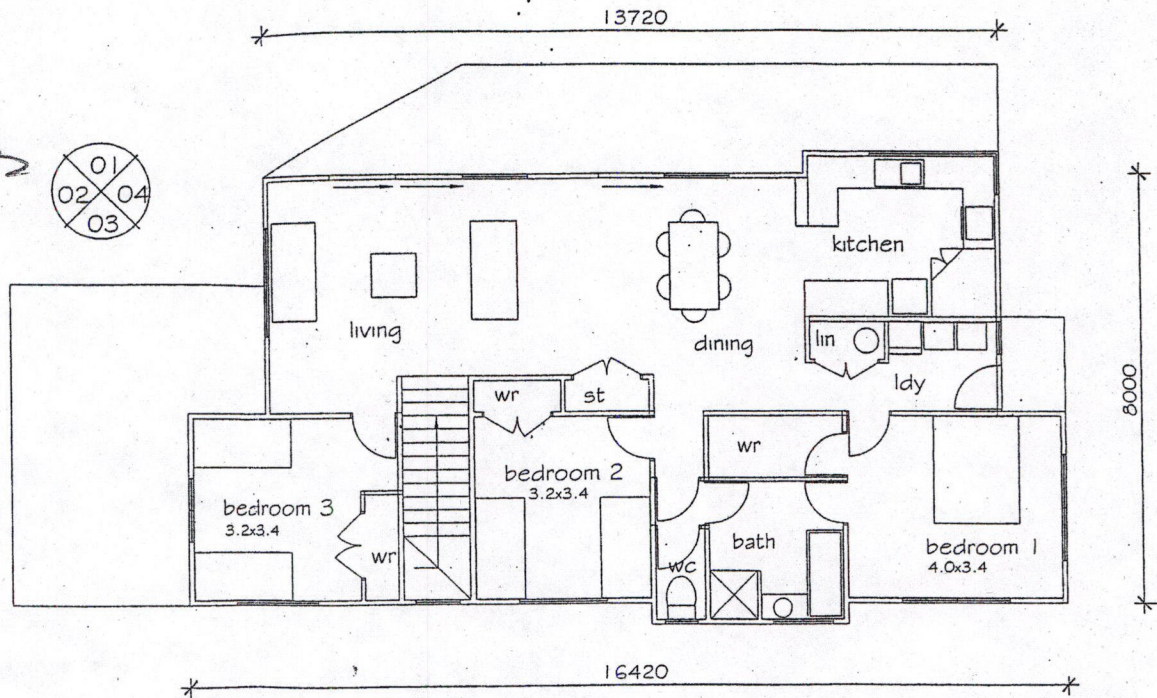 13720
01
02 04
03
kitchen
living
dining
lin
ldy
wr
st
8000
wr
bedroom 2
3.2x3.4
bedroom 3
3.2x3.4
wr
bath
wc
bedroom 1
4.0x3.4
16420